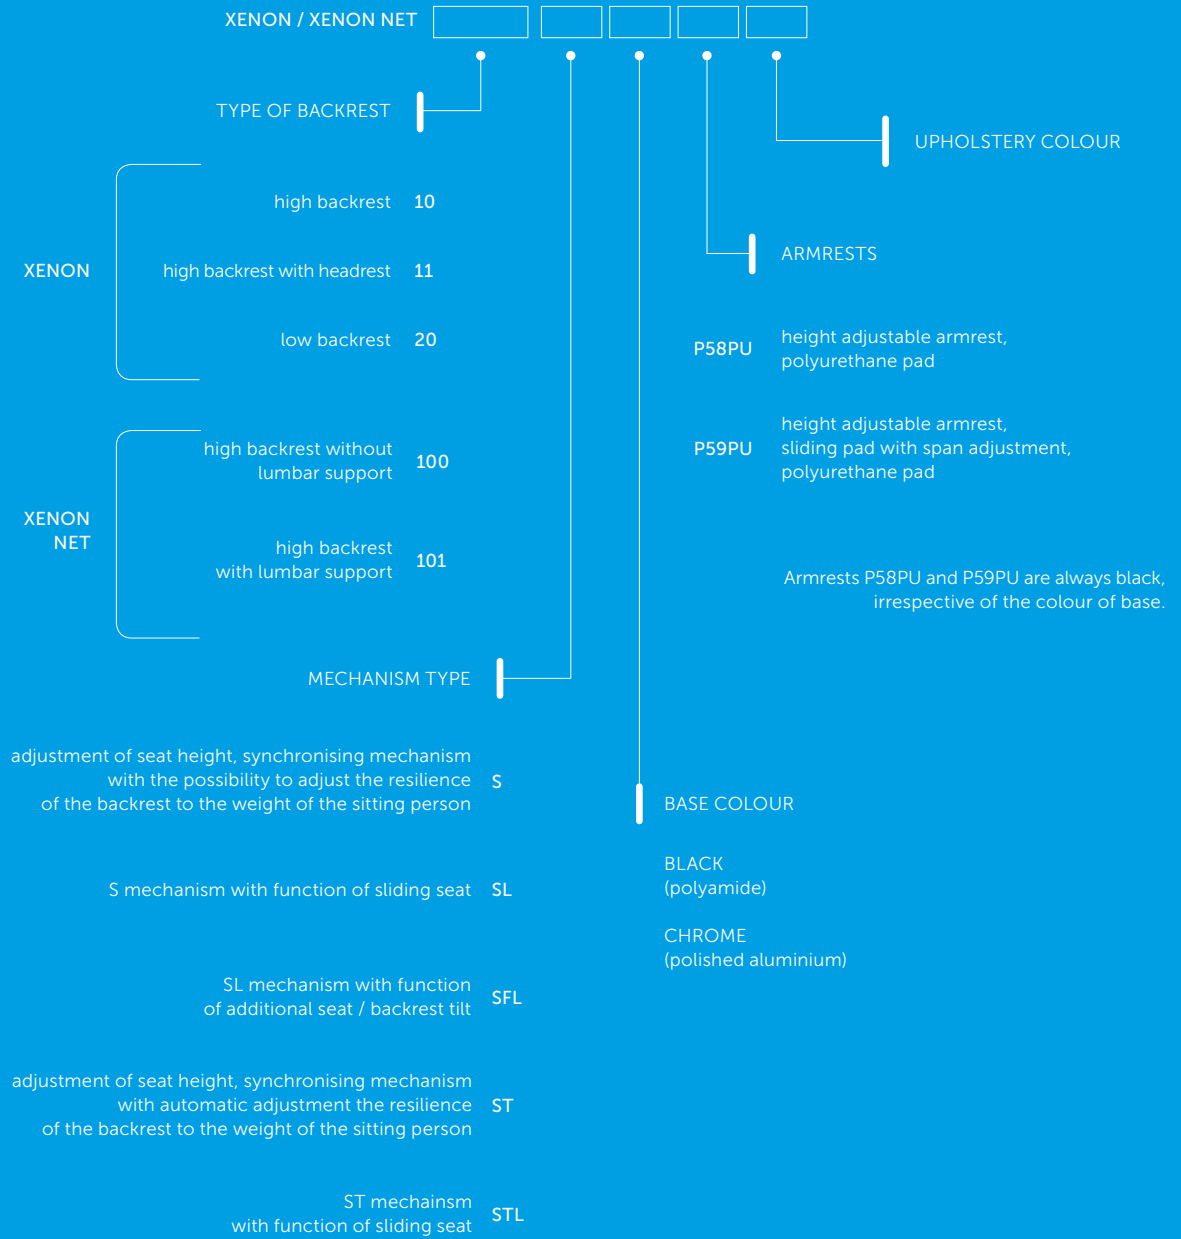 XENON / XENON NET
TYPE OF BACKREST
XENON
high backrest 10
high backrest with headrest 11
low backrest 20
XENON
NET
high backrest without
lumbar support 100
high backrest
with lumbar support 101
MECHANISM TYPE
adjustment of seat height, synchronising mechanism
with the possibility to adjust the resilience
of the backrest to the weight of the sitting person
S
S mechanism with function of sliding seat SL
SL mechanism with function
of additional seat / backrest tilt
SFL
adjustment of seat height, synchronising mechanism
with automatic adjustment the resilience
of the backrest to the weight of the sitting person
ST
ST mechainsm
with function of sliding seat
STL
BASE COLOUR
BLACK
(polyamide)
CHROME
(polished aluminium)
ARMRESTS
P58PU
height adjustable armrest,
polyurethane pad
P59PU
height adjustable armrest,
sliding pad with span adjustment,
polyurethane pad
Armrests P58PU and P59PU are always black,
irrespective of the colour of base.
UPHOLSTERY COLOUR